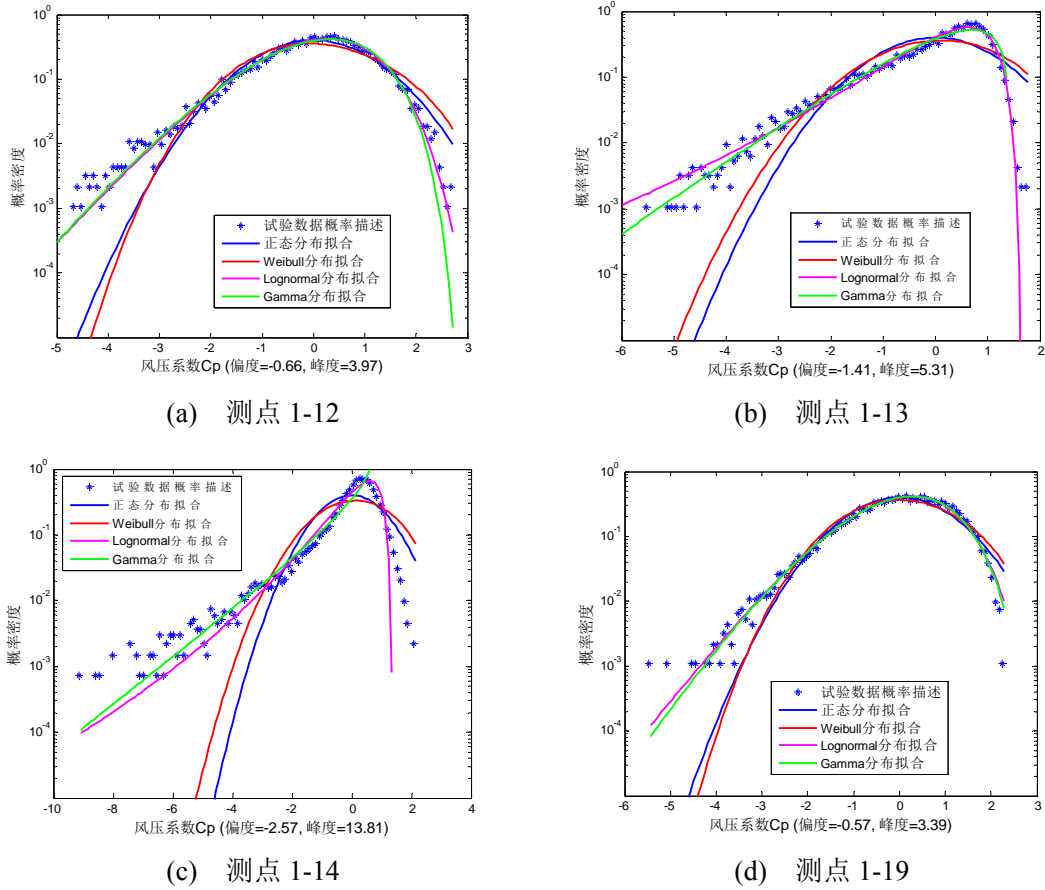 10^0
10^-1
10^-2
10^-3
10^-4
概率密度
试验数据概率描述
正态分布拟合
Weibull分布拟合
Lognormal分布拟合
Gamma分布拟合
-5 -4 -3 -2 -1 0 1 2 3
风压系数Cp (偏度=-0.66, 峰度=3.97)
(a) 测点 1-12
10^0
10^-1
10^-2
10^-3
10^-4
概率密度
试验数据概率描述
正态分布拟合
Weibull分布拟合
Lognormal分布拟合
Gamma分布拟合
-6 -5 -4 -3 -2 -1 0 1 2
风压系数Cp (偏度=-1.41, 峰度=5.31)
(b) 测点 1-13
10^0
10^-1
10^-2
10^-3
10^-4
概率密度
试验数据概率描述
正态分布拟合
Weibull分布拟合
Lognormal分布拟合
Gamma分布拟合
-10 -8 -6 -4 -2 0 2 4
风压系数Cp (偏度=-2.57, 峰度=13.81)
(c) 测点 1-14
10^0
10^-1
10^-2
10^-3
10^-4
概率密度
试验数据概率描述
正态分布拟合
Weibull分布拟合
Lognormal分布拟合
Gamma分布拟合
-6 -5 -4 -3 -2 -1 0 1 2 3
风压系数Cp (偏度=-0.57, 峰度=3.39)
(d) 测点 1-19